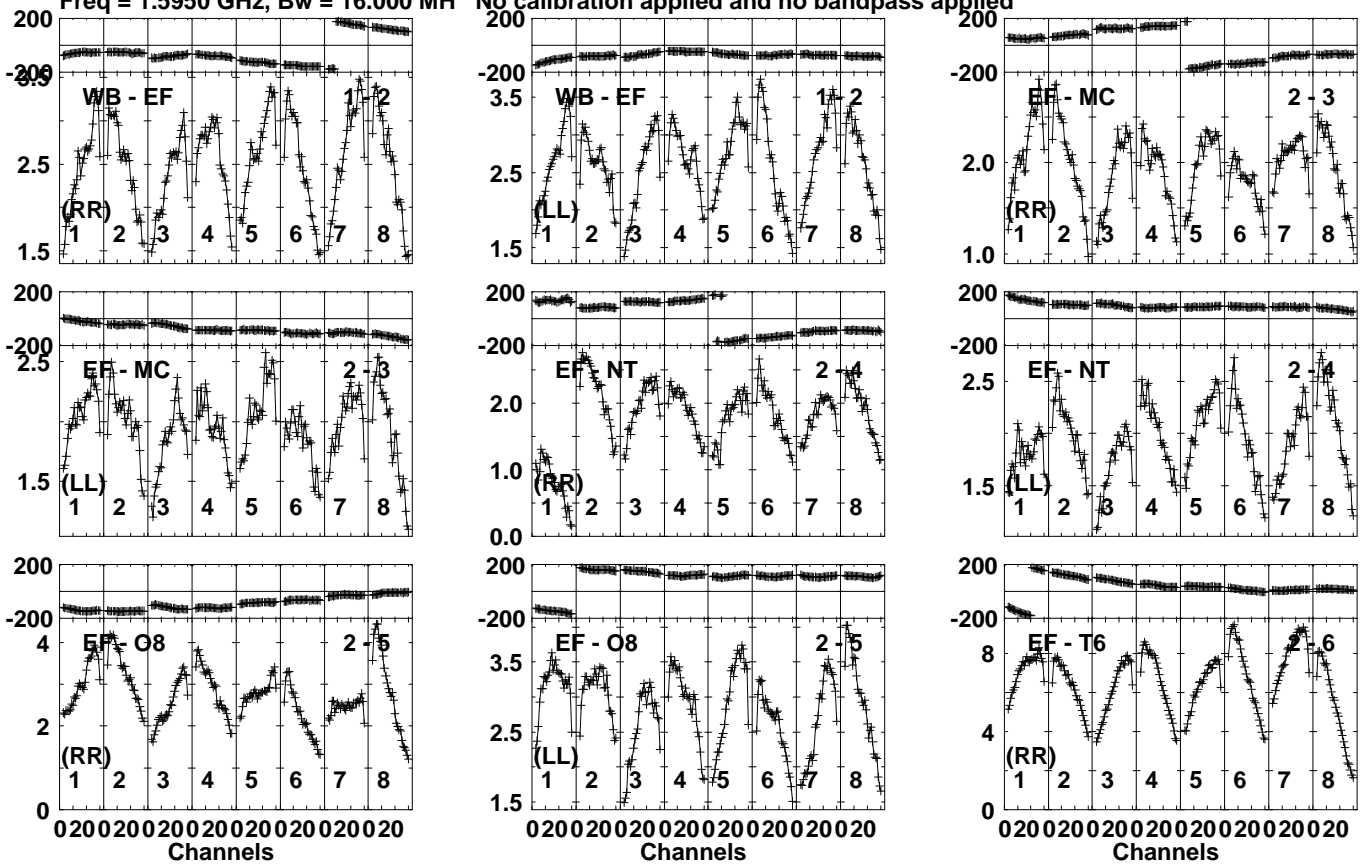 Freq = 1.5950 GHz, Bw = 16.000 MH No calibration applied and no bandpass applied
200 200 200
-200 -200 -200
3.5 3.5
WB - EF 1 - 2 WB - EF 1 - 2 EF - MC 2 - 3
2.5 2.5 2.0
(RR) (LL) (RR)
1 2 3 4 5 6 7 8 1 2 3 4 5 6 7 8 1 2 3 4 5 6 7 8
1.5 1.5 1.0
200 200 200
-200 -200 -200
2.5 2.5
EF - MC 2 - 3 EF - NT 2 - 4 EF - NT 2 - 4
2.0
1.5 1.0 1.5
(LL) (RR) (LL)
1 2 3 4 5 6 7 8 1 2 3 4 5 6 7 8 1 2 3 4 5 6 7 8
0.0
200 200 200
-200 -200 -200
EF - O8 2 - 5 EF - O8 2 - 5 EF - T6 2 - 6
4 3.5 8
2 2.5 4
(RR) (LL) (RR)
1 2 3 4 5 6 7 8 1 2 3 4 5 6 7 8 1 2 3 4 5 6 7 8
0 1.5 0
0 20 0 20 0 20 0 20 0 20 0 20 0 20 0 20 0 20 0 20 0 20 0 20 0 20 0 20 0 20 0 20 0 20 0 20 0 20 0 20 0 20 0 20 0 20 0 20
Channels Channels Channels